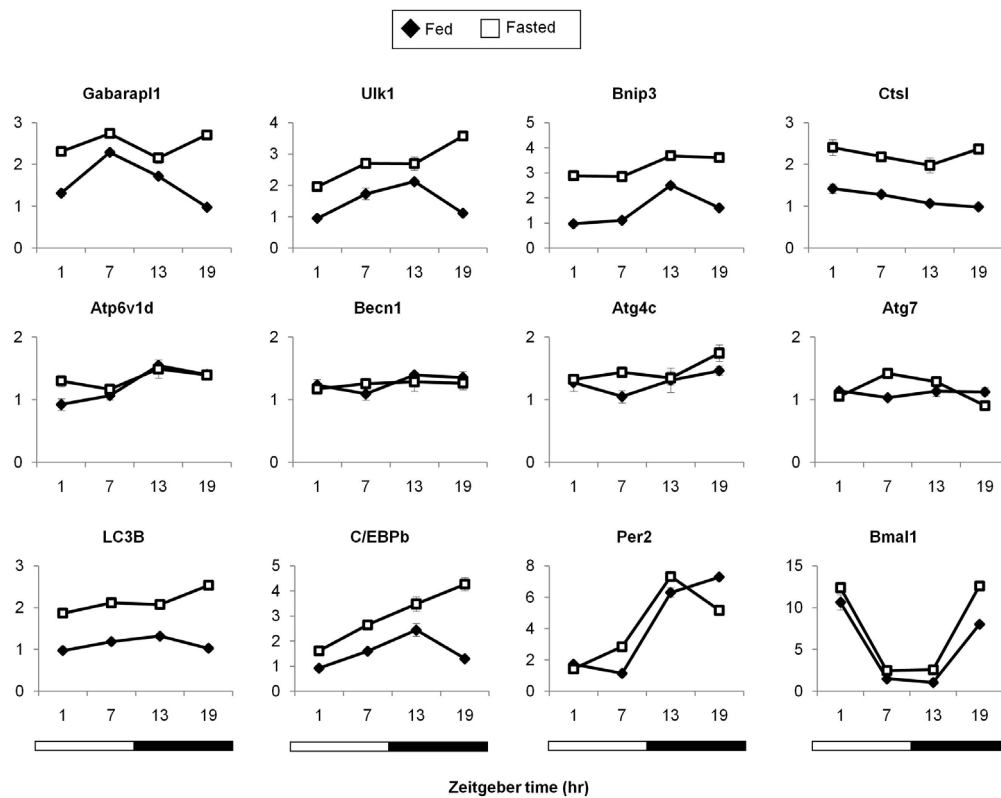 Fed Fasted
Gabarapl1 Ulk1 Bnip3 Ctsl
3 4 5 3
2 3 4 2
1 2 3 1
0 1 2 0
0 1
0
1 7 13 19 1 7 13 19 1 7 13 19 1 7 13 19
Atp6v1d Becn1 Atg4c Atg7
2 2 2 2
1 1 1 1
0 0 0 0
1 7 13 19 1 7 13 19 1 7 13 19 1 7 13 19
LC3B C/EBPb Per2 Bmal1
3 5 8 15
2 4 6 10
1 3 4 5
0 2 2 0
1 0
0
1 7 13 19 1 7 13 19 1 7 13 19 1 7 13 19
Zeitgeber time (hr)